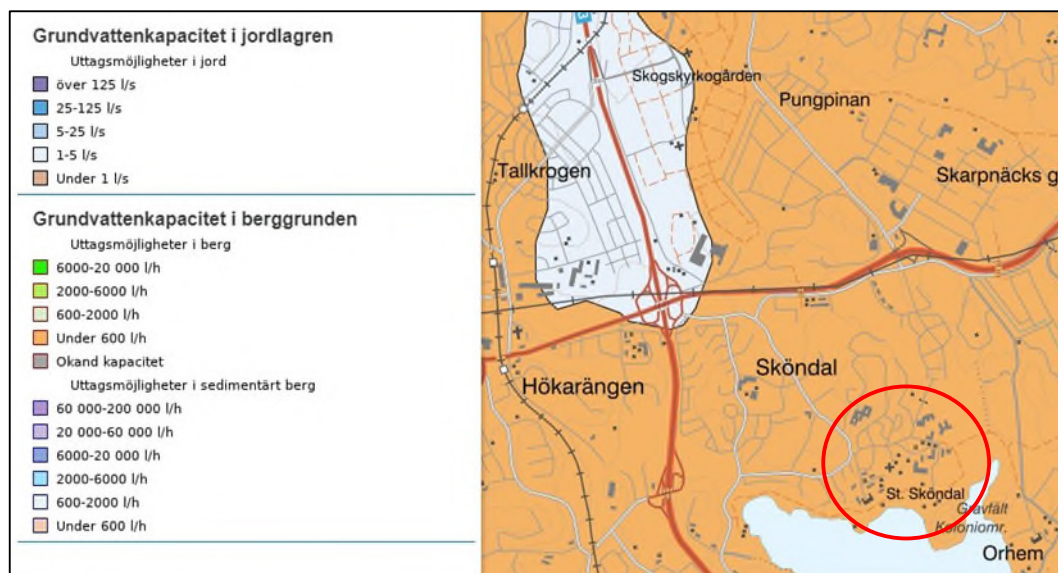 Grundvattenkapacitet i jordlagren
Uttagsmöjligheter i jord
över 125 l/s
25-125 l/s
5-25 l/s
1-5 l/s
Under 1 l/s
Grundvattenkapacitet i berggrunden
Uttagsmöjligheter i berg
6000-20 000 l/h
2000-6000 l/h
600-2000 l/h
Under 600 l/h
Okand kapacitet
Uttagsmöjligheter i sedimentärt berg
60 000-200 000 l/h
20 000-60 000 l/h
6000-20 000 l/h
2000-6000 l/h
600-2000 l/h
Under 600 l/h
Skogskyrkogården
Pungpinan
Tallkrogen
Skarpnäcks g
Sköndal
Hökarängen
St. Sköndal
Gravfält
Koloniomr.
Orhem